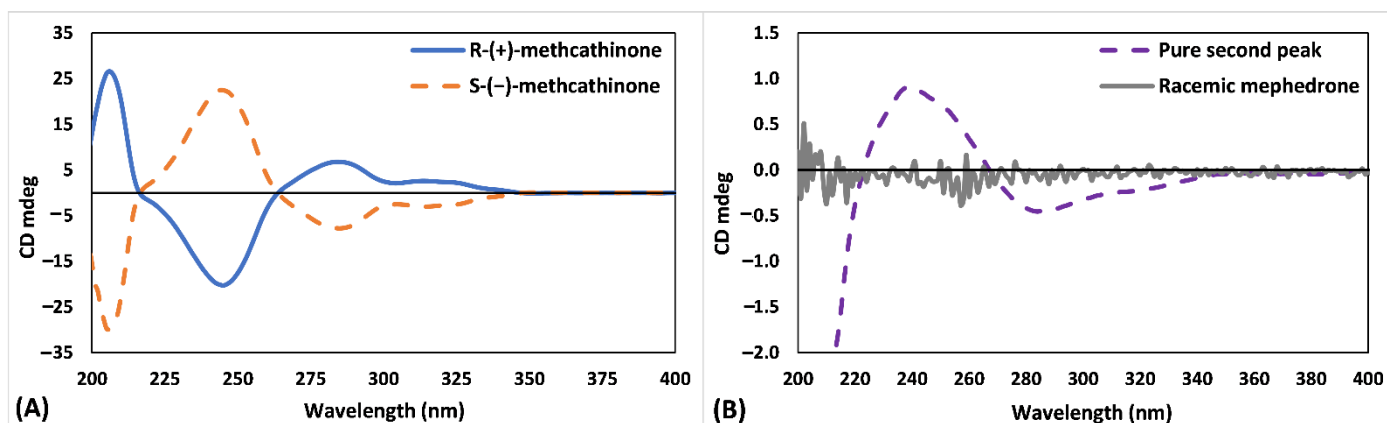 35
25
15
5
−5
−15
−25
−35
CD mdeg
R-(+)-methcathinone
S-(−)-methcathinone
200 225 250 275 300 325 350 375 400
Wavelength (nm)
(A)
1.5
1.0
0.5
0.0
−0.5
−1.0
−1.5
−2.0
CD mdeg
Pure second peak
Racemic mephedrone
200 220 240 260 280 300 320 340 360 380 400
Wavelength (nm)
(B)